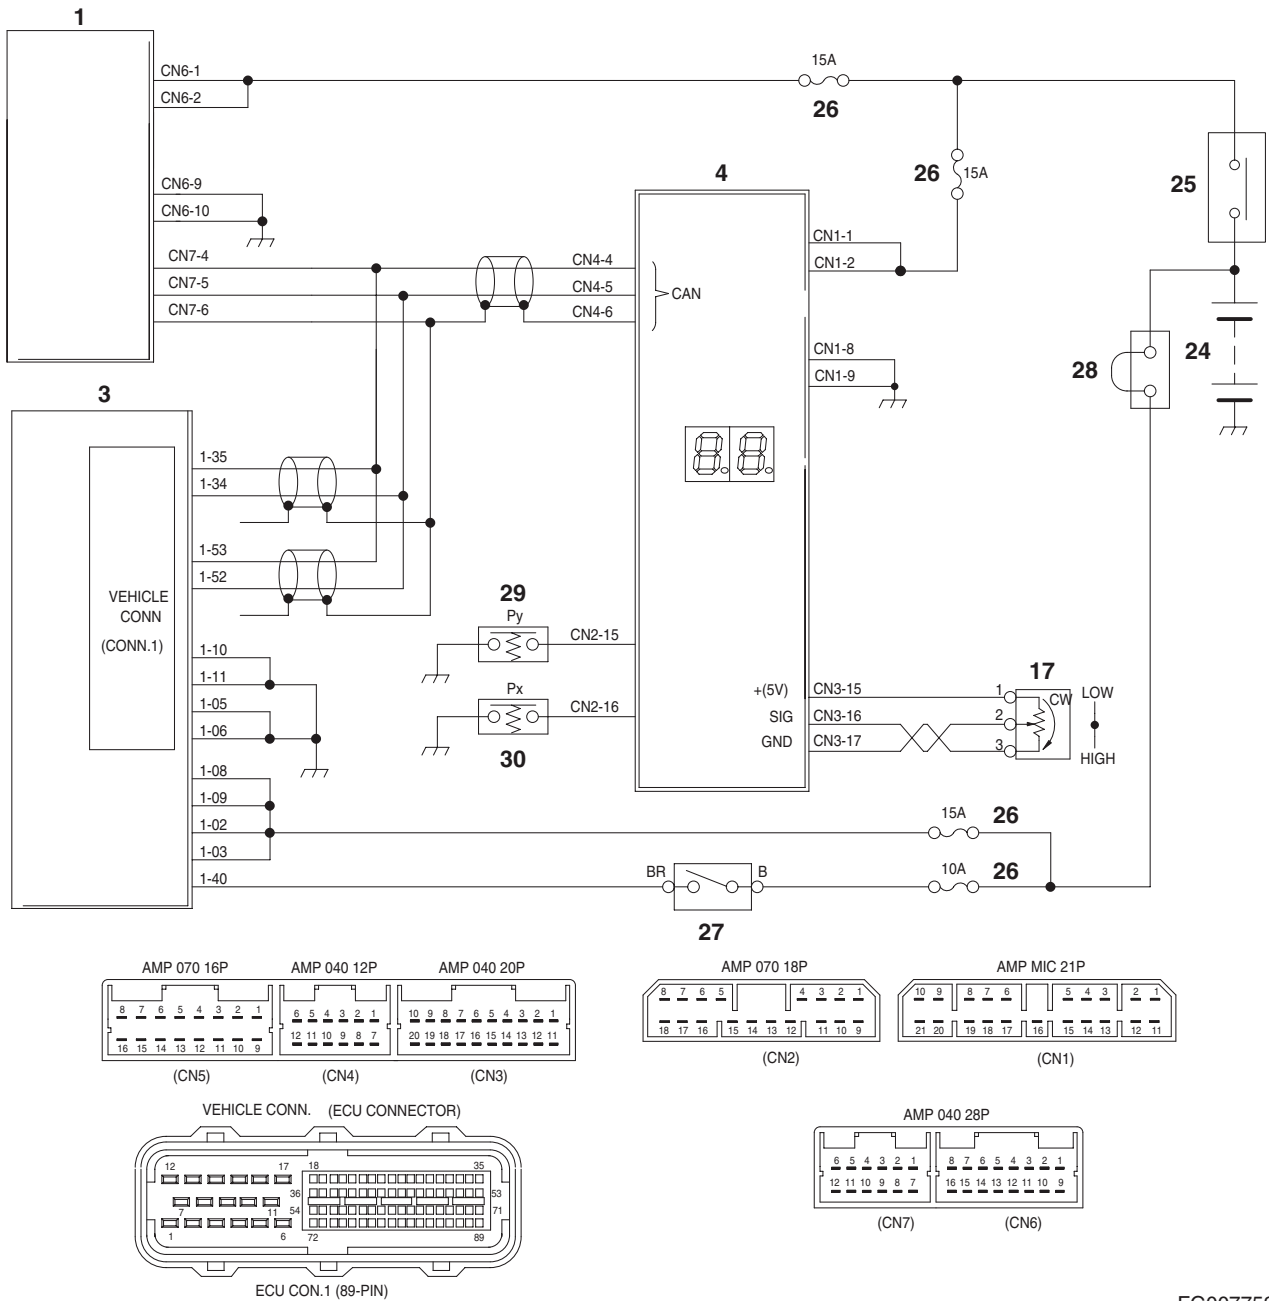 1
CN6-1
CN6-2
15A
26
CN6-9
CN6-10
4
26
15A
25
CN7-4
CN7-5
CN7-6
CN4-4
CN4-5
CN4-6
CAN
CN1-1
CN1-2
CN1-8
CN1-9
28
24
3
1-35
1-34
1-53
1-52
VEHICLE
CONN
(CONN.1)
1-10
1-11
1-05
1-06
1-08
1-09
1-02
1-03
1-40
29
Py
CN2-15
Px
CN2-16
30
+(5V)
SIG
GND
CN3-15
CN3-16
CN3-17
17
1
2
3
CW
LOW
HIGH
15A
26
BR
B
10A
26
27
AMP 070 16P
8 7 6 5 4 3 2 1
16 15 14 13 12 11 10 9
(CN5)
AMP 040 12P
6 5 4 3 2 1
12 11 10 9 8 7
(CN4)
AMP 040 20P
10 9 8 7 6 5 4 3 2 1
20 19 18 17 16 15 14 13 12 11
(CN3)
AMP 070 18P
8 7 6 5 4 3 2 1
18 17 16 15 14 13 12 11 10 9
(CN2)
AMP MIC 21P
10 9 8 7 6 5 4 3 2 1
21 20 19 18 17 16 15 14 13 12 11
(CN1)
VEHICLE CONN. (ECU CONNECTOR)
12 17 18 35
36 53
7 11 54 71
1 6 72 89
ECU CON.1 (89-PIN)
AMP 040 28P
6 5 4 3 2 1
12 11 10 9 8 7
(CN7)
8 7 6 5 4 3 2 1
16 15 14 13 12 11 10 9
(CN6)